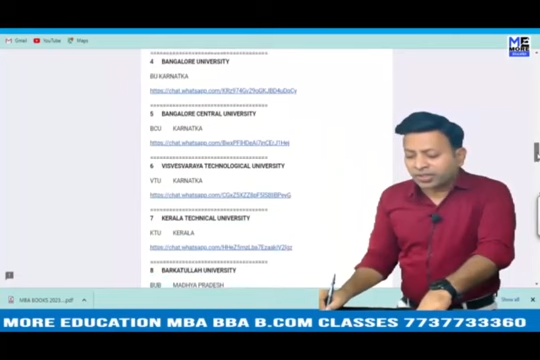 Gmail YouTube Maps
MORE
4 BANGALORE UNIVERSITY
BU KARNATKA
5 BANGALORE CENTRAL UNIVERSITY
BCU KARNATKA
6 VISVESVARAYA TECHNOLOGICAL UNIVERSITY
VTU KARNATKA
7 KERALA TECHNICAL UNIVERSITY
KTU KERALA
8 BARKATULLAH UNIVERSITY
BUB MADHYA PRADESH
MBA BOOKS 2023....pdf
Show all
MORE EDUCATION MBA BBA B.COM CLASSES 7737733360